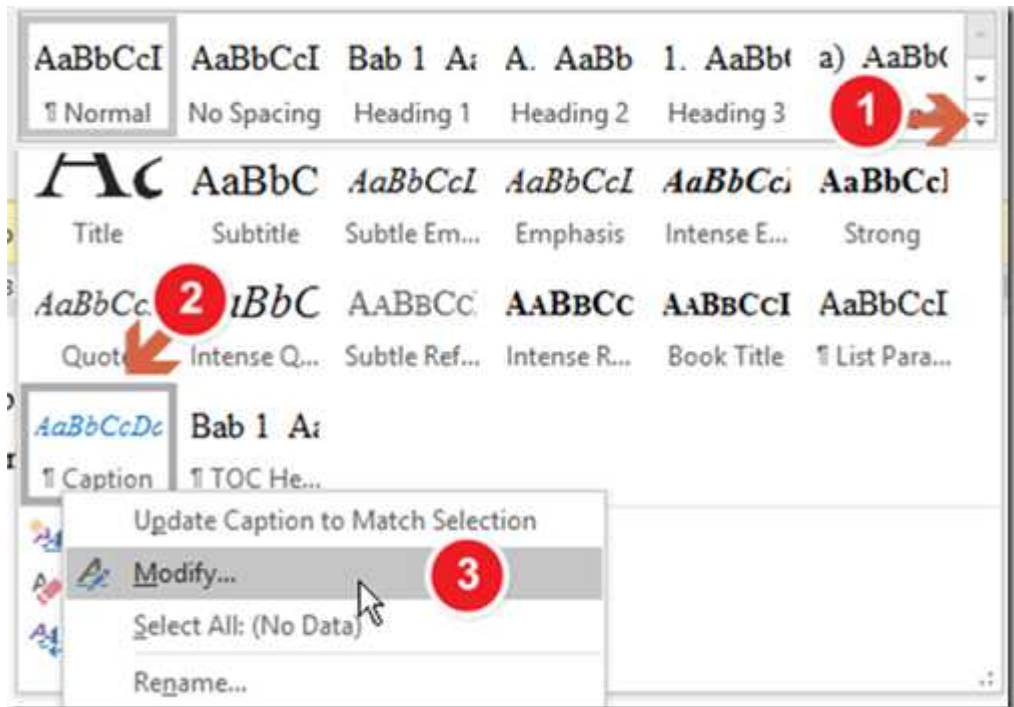 AaBbCcI AaBbCcI Bab 1 Aa A. AaBb 1. AaBb( a) AaBb(
¶ Normal No Spacing Heading 1 Heading 2 Heading 3
1
AaBbC AaBbCcI AaBbCcI AaBbCcI AaBbCcl
Title Subtitle Subtle Em... Emphasis Intense E... Strong
2
AaBbCc BbC AABBCC AABBCC AABBCCI AaBbCcI
Quote Intense Q... Subtle Ref... Intense R... Book Title ¶ List Para...
AaBbCcDc Bab 1 Aa
¶ Caption ¶ TOC He...
Update Caption to Match Selection
Modify... 3
Select All: (No Data)
Rename...